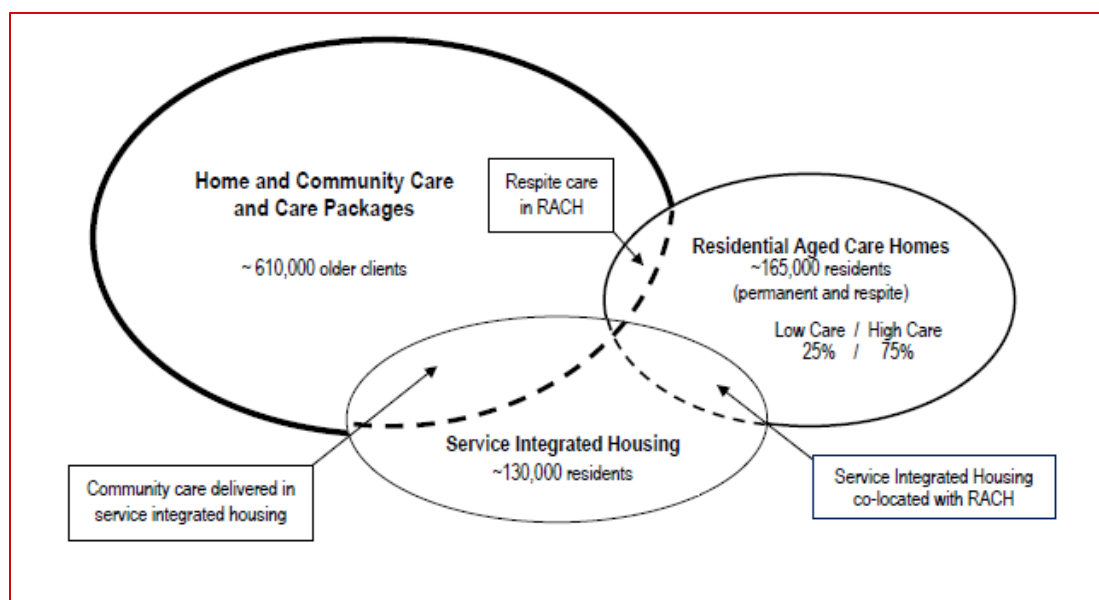 Home and Community Care
and Care Packages
~ 610,000 older clients
Respite care
in RACH
Residential Aged Care Homes
~165,000 residents
(permanent and respite)
Low Care / High Care
25% / 75%
Service Integrated Housing
~130,000 residents
Community care delivered in
service integrated housing
Service Integrated Housing
co-located with RACH